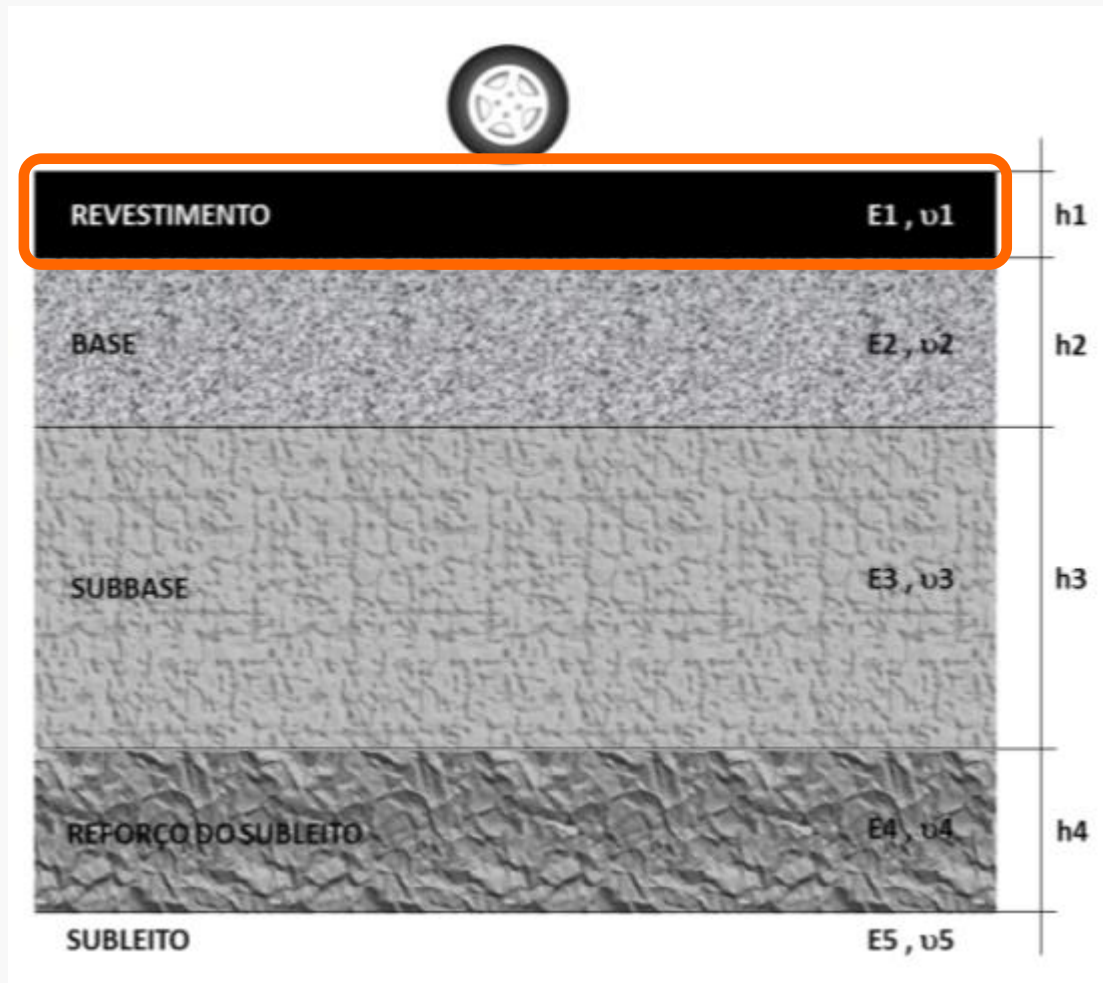 REVESTIMENTO E1 , υ1 h1
BASE E2 , υ2 h2
SUBBASE E3 , υ3 h3
REFORÇO DO SUBLEITO E4 , υ4 h4
SUBLEITO E5 , υ5